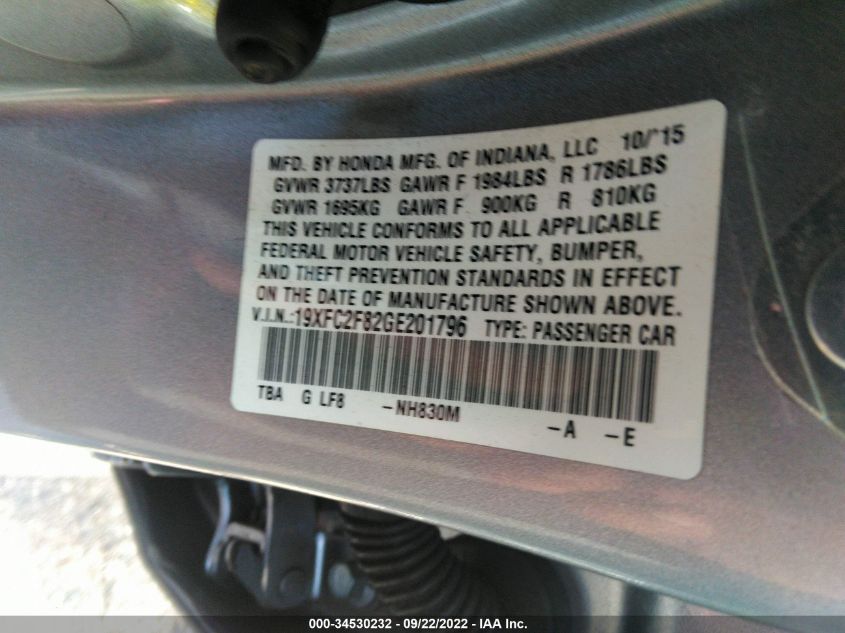 MFD. BY HONDA MFG. OF INDIANA, LLC 10/'15
GVWR 3737LBS GAWR F 1984LBS R 1786LBS
GVWR 1695KG GAWR F 900KG R 810KG
THIS VEHICLE CONFORMS TO ALL APPLICABLE
FEDERAL MOTOR VEHICLE SAFETY, BUMPER,
AND THEFT PREVENTION STANDARDS IN EFFECT
ON THE DATE OF MANUFACTURE SHOWN ABOVE.
V.I.N.:19XFC2F82GE201796 TYPE: PASSENGER CAR
TBA G LF8 -NH830M -A -E
000-34530232 - 09/22/2022 - IAA Inc.